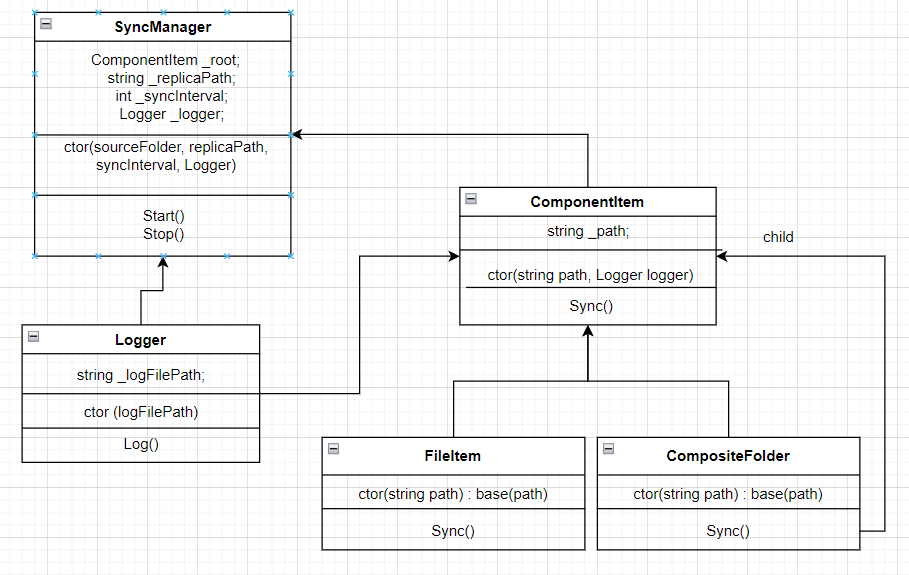 SyncManager
ComponentItem _root;
string _replicaPath;
int _syncInterval;
Logger _logger;
ctor(sourceFolder, replicaPath,
syncInterval, Logger)
Start()
Stop()
ComponentItem
string _path;
ctor(string path, Logger logger)
Sync()
child
Logger
string _logFilePath;
ctor (logFilePath)
Log()
FileItem
ctor(string path) : base(path)
Sync()
CompositeFolder
ctor(string path) : base(path)
Sync()